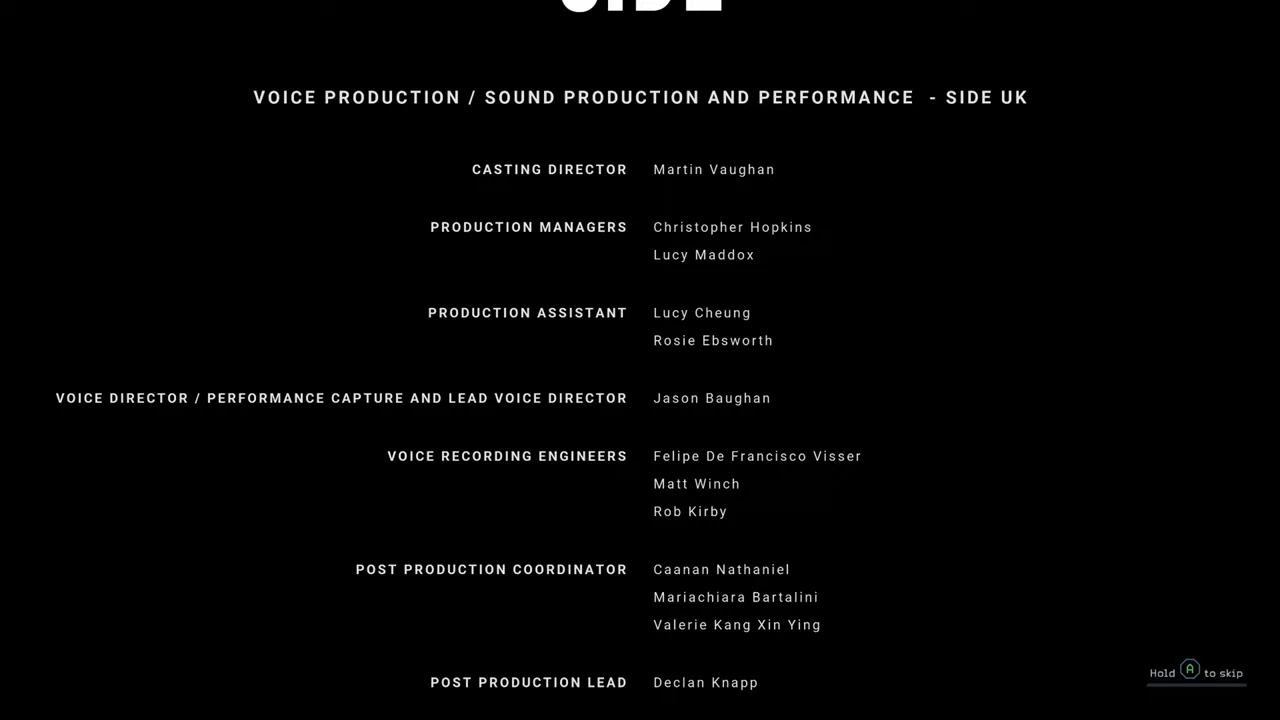 SIDE
VOICE PRODUCTION / SOUND PRODUCTION AND PERFORMANCE - SIDE UK
CASTING DIRECTOR Martin Vaughan
PRODUCTION MANAGERS Christopher Hopkins
Lucy Maddox
PRODUCTION ASSISTANT Lucy Cheung
Rosie Ebsworth
VOICE DIRECTOR / PERFORMANCE CAPTURE AND LEAD VOICE DIRECTOR Jason Baughan
VOICE RECORDING ENGINEERS Felipe De Francisco Visser
Matt Winch
Rob Kirby
POST PRODUCTION COORDINATOR Caanan Nathaniel
Mariachiara Bartalini
Valerie Kang Xin Ying
POST PRODUCTION LEAD Declan Knapp
Hold A to skip